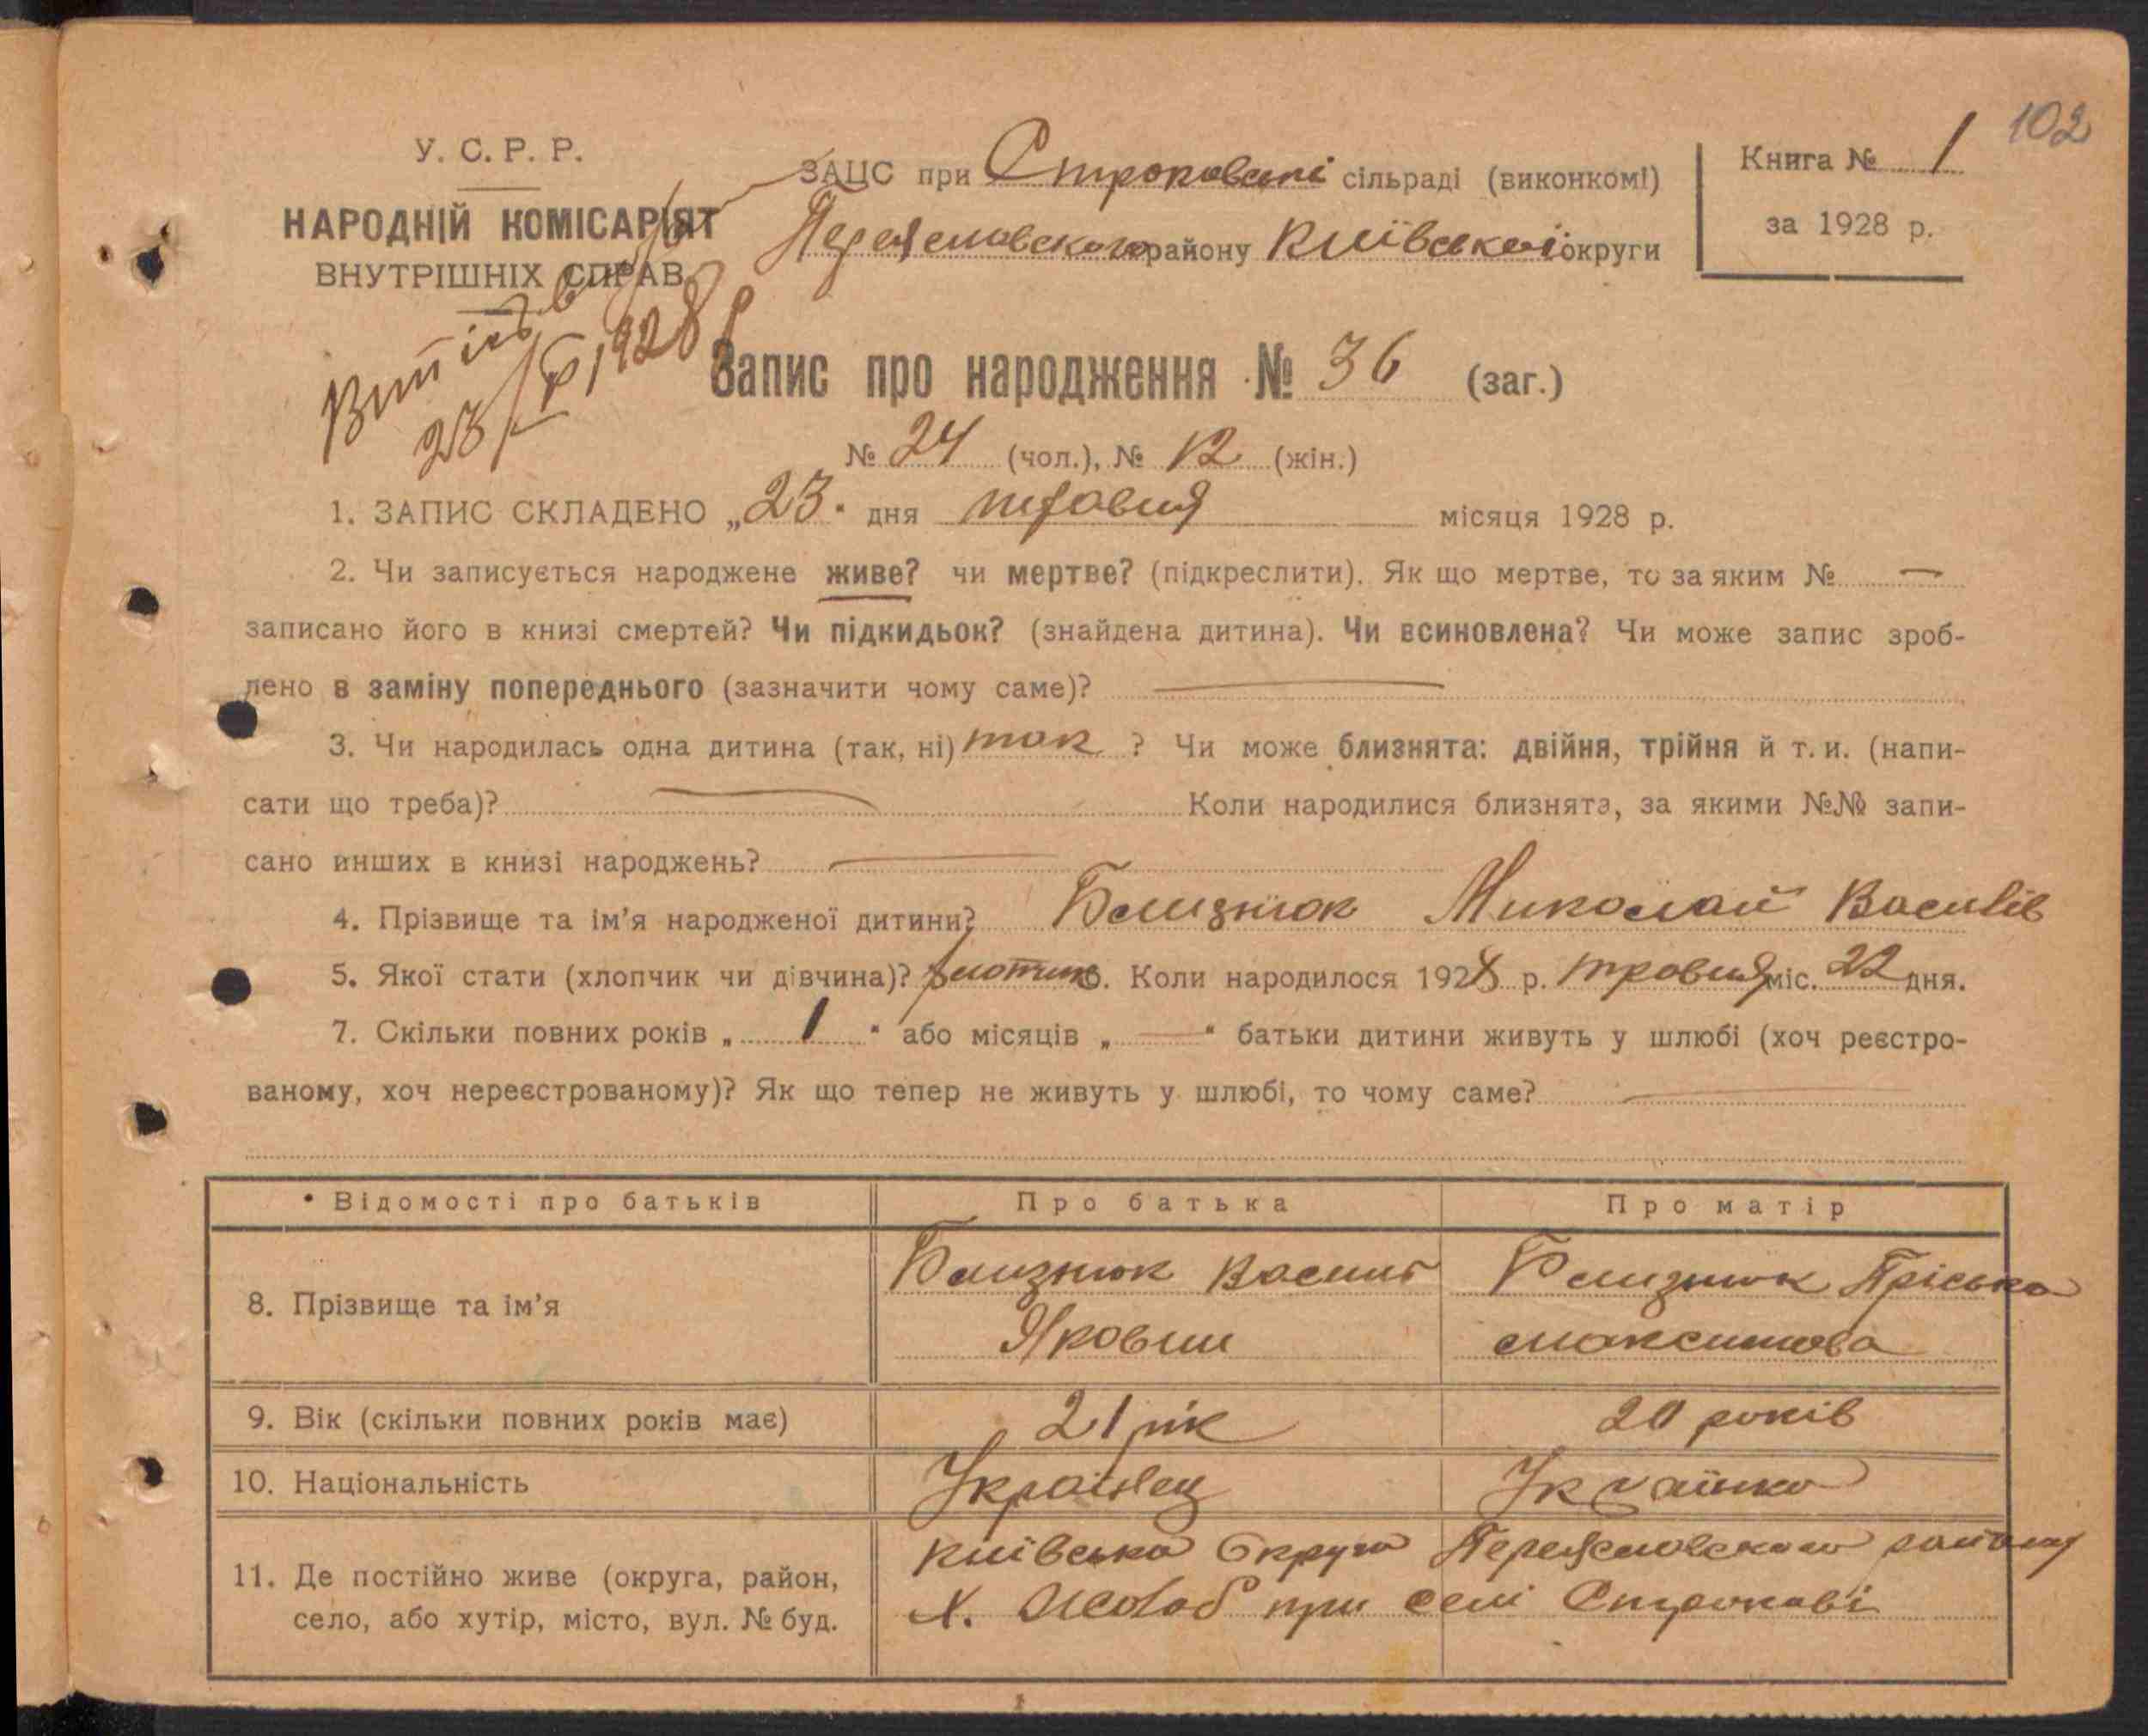 102
У. С. Р. Р.
НАРОДНІЙ КОМІСАРІЯТ
ВНУТРІШНІХ СПРАВ
ЗАЦС при Строковскі сільраді (виконкомі)
Переяславского району Київської округи
Книга № 1
за 1928 р.
23/V 1928 р
Запис про народження № 36 (заг.)
№ 24 (чол.), № 12 (жін.)
1. ЗАПИС СКЛАДЕНО „23" дня травня місяця 1928 р.
2. Чи записується народжене живе? чи мертве? (підкреслити). Як що мертве, то за яким № —
записано його в книзі смертей? Чи підкидьок? (знайдена дитина). Чи всиновлена? Чи може запис зроб-
лено в заміну попереднього (зазначити чому саме)? —
3. Чи народилась одна дитина (так, ні) так ? Чи може близнята: двійня, трійня й т. и. (напи-
сати що треба)? — Коли народилися близнята, за якими №№ запи-
сано инших в книзі народжень? —
4. Прізвище та ім'я народженої дитини? Близнюк Миколай Василів
5. Якої стати (хлопчик чи дівчина)? 6. Коли народилося 1928 р. травня міс. 22 дня.
7. Скільки повних років „ 1 " або місяців „ — " батьки дитини живуть у шлюбі (хоч реєстро-
ваному, хоч нереєстрованому)? Як що тепер не живуть у шлюбі, то чому саме? —
Відомості про батьків Про батька Про матір
8. Прізвище та ім'я Близнюк Василь Близнюк Пріська
Якович Максимова
9. Вік (скільки повних років має) 21 рік 20 років
10. Національність Українец Українка
11. Де постійно живе (округа, район, Київська Округа Переяславского району
село, або хутір, місто, вул. № буд. х. при селі Строкові